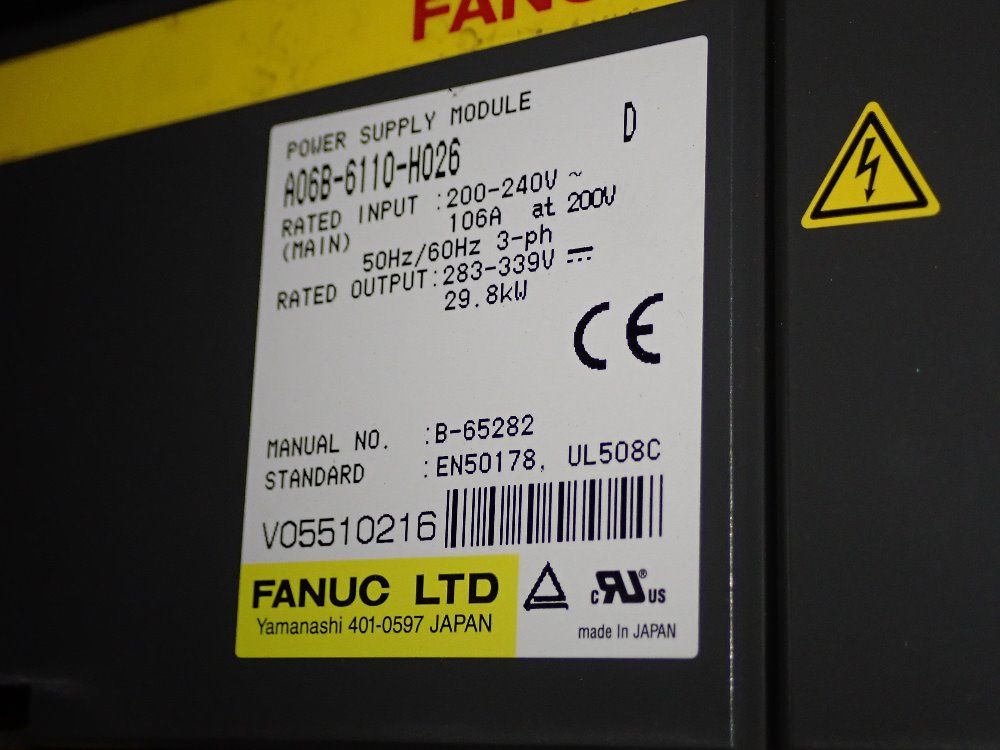 FANUC
POWER SUPPLY MODULE
D
A06B-6110-H026
RATED INPUT :200-240V ~
(MAIN) 106A at 200V
50Hz/60Hz 3-ph
RATED OUTPUT:283-339V
29.8kW
CE
MANUAL NO. :B-65282
STANDARD :EN50178, UL508C
V05510216
FANUC LTD
Yamanashi 401-0597 JAPAN
c RU® US
made in JAPAN